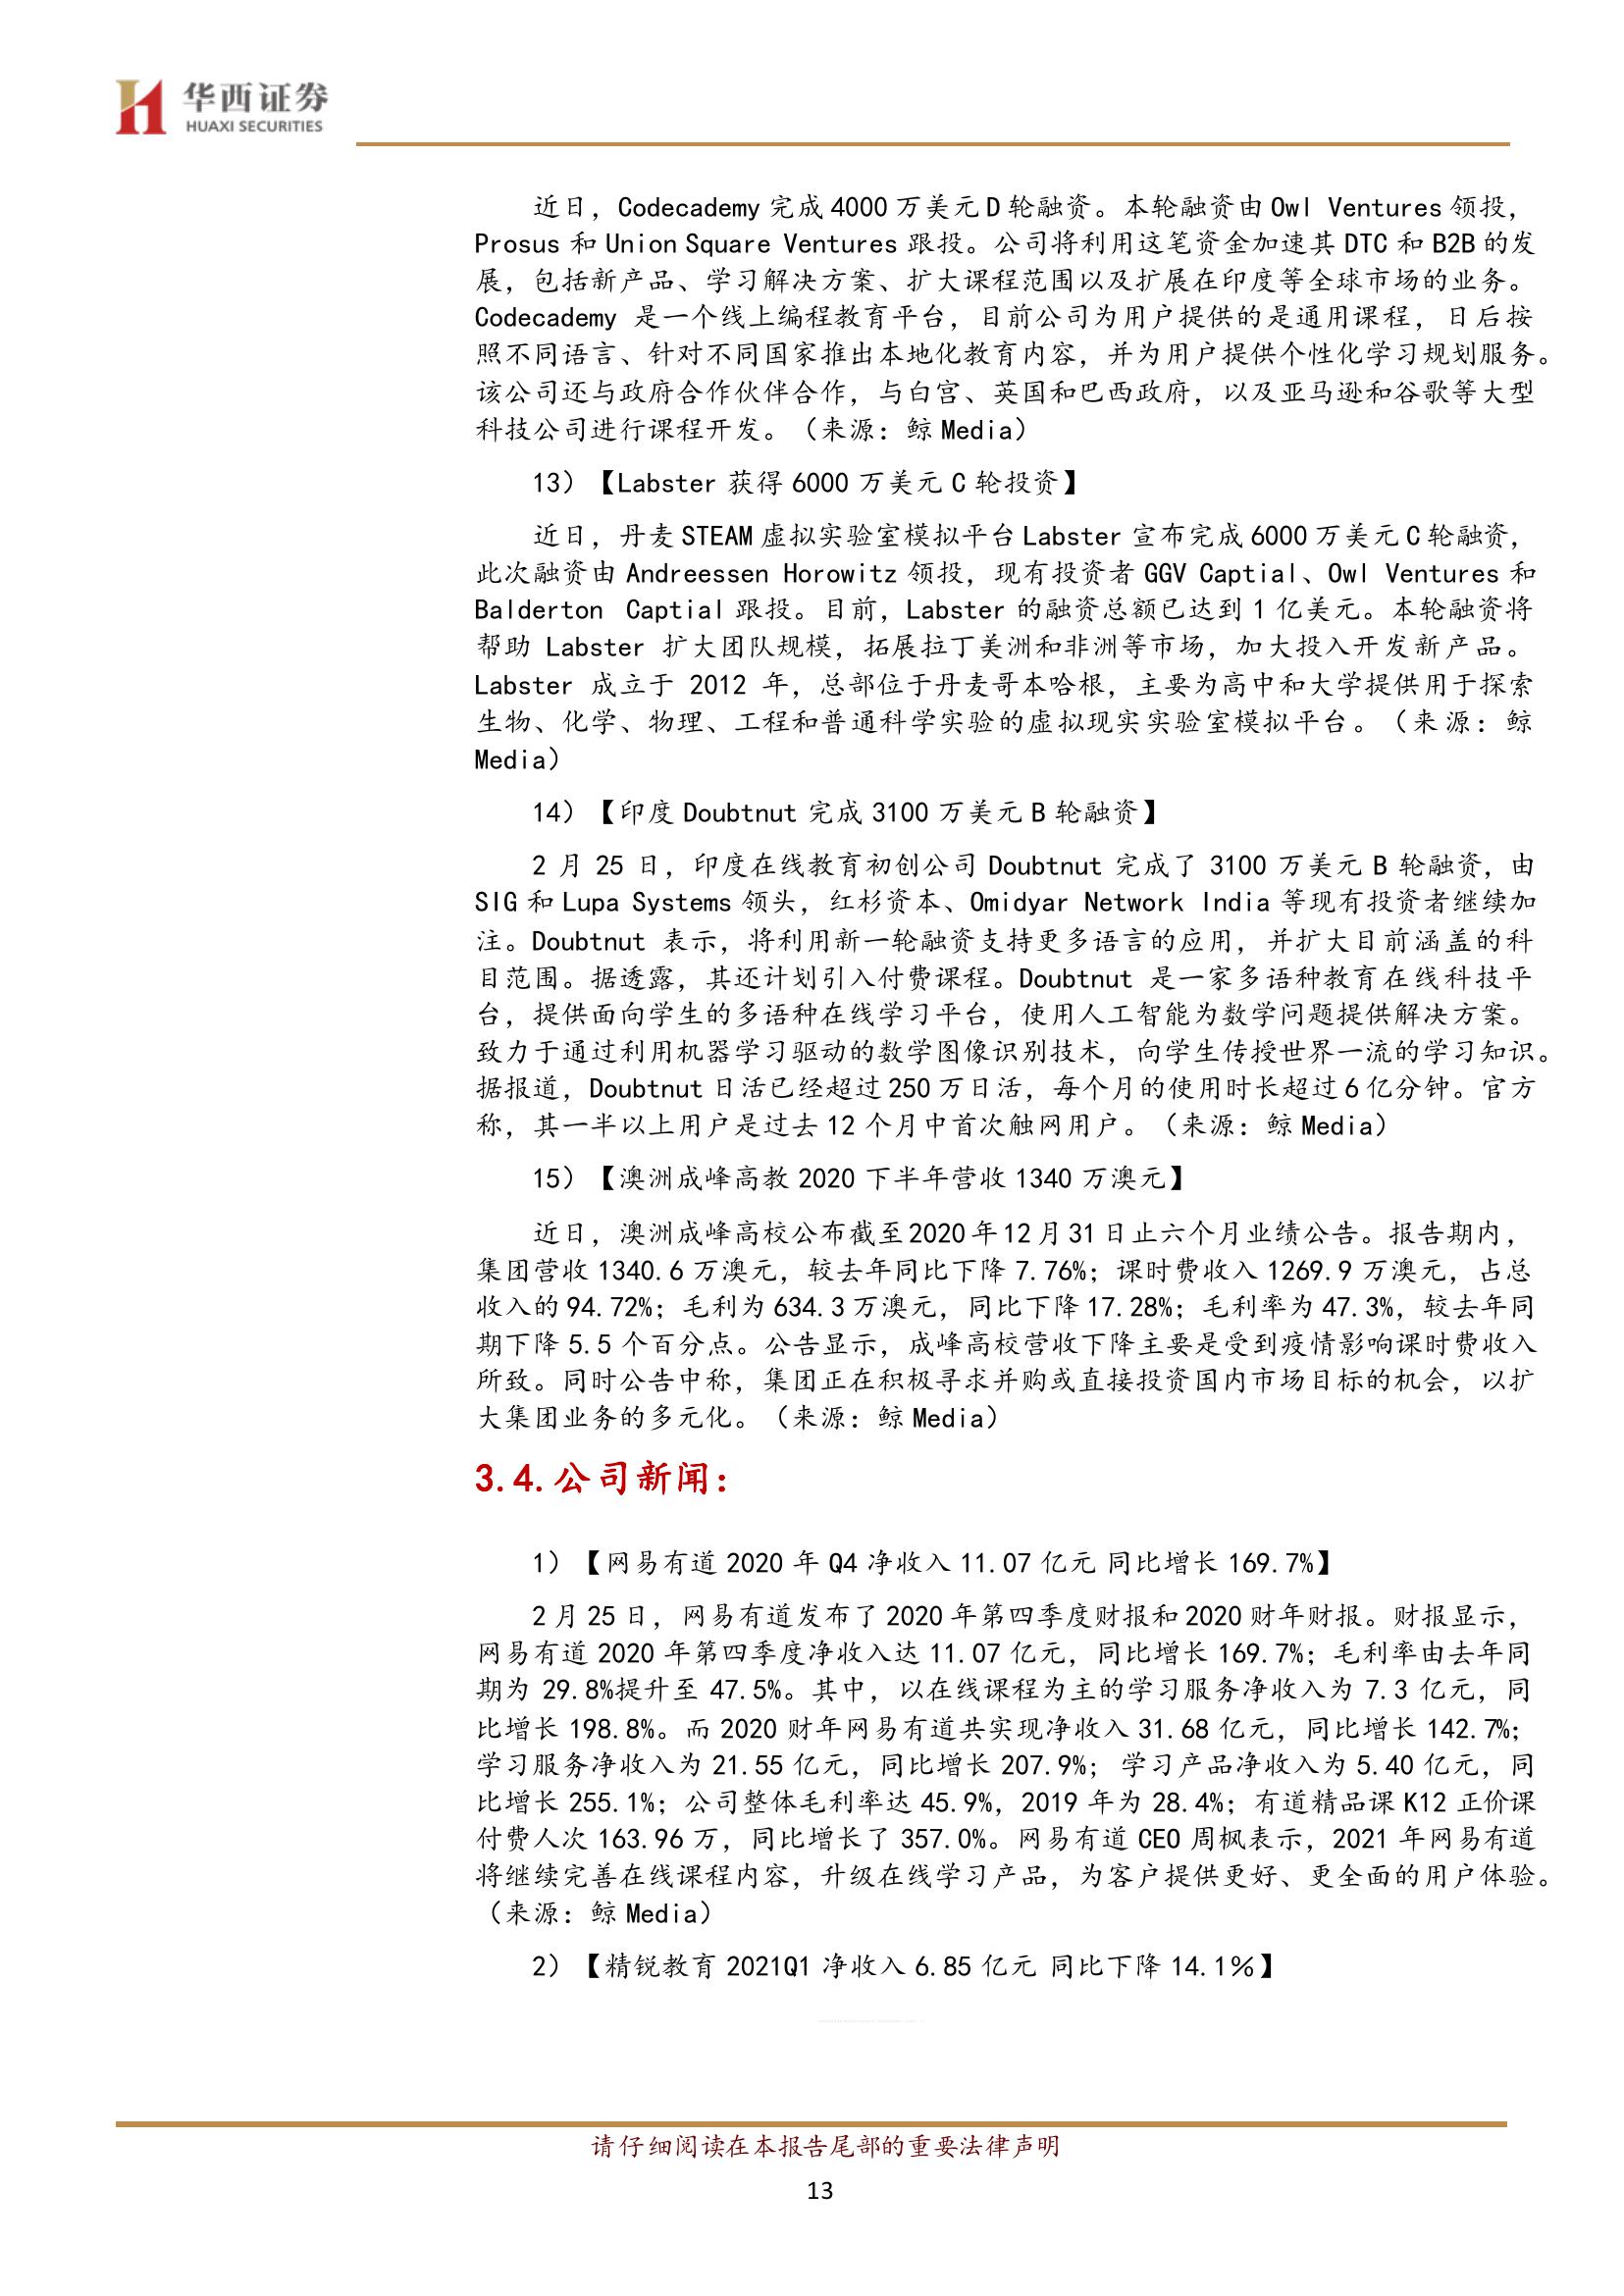 华西证券
HUAXI SECURITIES
近日，Codecademy 完成 4000 万美元 D 轮融资。本轮融资由 Owl Ventures 领投，
Prosus 和 Union Square Ventures 跟投。公司将利用这笔资金加速其 DTC 和 B2B 的发
展，包括新产品、学习解决方案、扩大课程范围以及扩展在印度等全球市场的业务。
Codecademy 是一个线上编程教育平台，目前公司为用户提供的是通用课程，日后按
照不同语言、针对不同国家推出本地化教育内容，并为用户提供个性化学习规划服务。
该公司还与政府合作伙伴合作，与白宫、英国和巴西政府，以及亚马逊和谷歌等大型
科技公司进行课程开发。（来源：鲸 Media）
13）【Labster 获得 6000 万美元 C 轮投资】
近日，丹麦 STEAM 虚拟实验室模拟平台 Labster 宣布完成 6000 万美元 C 轮融资，
此次融资由 Andreessen Horowitz 领投，现有投资者 GGV Captial、Owl Ventures 和
Balderton Captial 跟投。目前，Labster 的融资总额已达到 1 亿美元。本轮融资将
帮助 Labster 扩大团队规模，拓展拉丁美洲和非洲等市场，加大投入开发新产品。
Labster 成立于 2012 年，总部位于丹麦哥本哈根，主要为高中和大学提供用于探索
生物、化学、物理、工程和普通科学实验的虚拟现实实验室模拟平台。（来源：鲸
Media）
14）【印度 Doubtnut 完成 3100 万美元 B 轮融资】
2 月 25 日，印度在线教育初创公司 Doubtnut 完成了 3100 万美元 B 轮融资，由
SIG 和 Lupa Systems 领头，红杉资本、Omidyar Network India 等现有投资者继续加
注。Doubtnut 表示，将利用新一轮融资支持更多语言的应用，并扩大目前涵盖的科
目范围。据透露，其还计划引入付费课程。Doubtnut 是一家多语种教育在线科技平
台，提供面向学生的多语种在线学习平台，使用人工智能为数学问题提供解决方案。
致力于通过利用机器学习驱动的数学图像识别技术，向学生传授世界一流的学习知识。
据报道，Doubtnut 日活已经超过 250 万日活，每个月的使用时长超过 6 亿分钟。官方
称，其一半以上用户是过去 12 个月中首次触网用户。（来源：鲸 Media）
15）【澳洲成峰高教 2020 下半年营收 1340 万澳元】
近日，澳洲成峰高校公布截至 2020 年 12 月 31 日止六个月业绩公告。报告期内，
集团营收 1340.6 万澳元，较去年同比下降 7.76%；课时费收入 1269.9 万澳元，占总
收入的 94.72%；毛利为 634.3 万澳元，同比下降 17.28%；毛利率为 47.3%，较去年同
期下降 5.5 个百分点。公告显示，成峰高校营收下降主要是受到疫情影响课时费收入
所致。同时公告中称，集团正在积极寻求并购或直接投资国内市场目标的机会，以扩
大集团业务的多元化。（来源：鲸 Media）
3.4.公司新闻：
1）【网易有道 2020 年 Q4 净收入 11.07 亿元 同比增长 169.7%】
2 月 25 日，网易有道发布了 2020 年第四季度财报和 2020 财年财报。财报显示，
网易有道 2020 年第四季度净收入达 11.07 亿元，同比增长 169.7%；毛利率由去年同
期为 29.8%提升至 47.5%。其中，以在线课程为主的学习服务净收入为 7.3 亿元，同
比增长 198.8%。而 2020 财年网易有道共实现净收入 31.68 亿元，同比增长 142.7%；
学习服务净收入为 21.55 亿元，同比增长 207.9%； 学习产品净收入为 5.40 亿元，同
比增长 255.1%；公司整体毛利率达 45.9%，2019 年为 28.4%；有道精品课 K12 正价课
付费人次 163.96 万，同比增长了 357.0%。网易有道 CEO 周枫表示，2021 年网易有道
将继续完善在线课程内容，升级在线学习产品，为客户提供更好、更全面的用户体验。
（来源：鲸 Media）
2）【精锐教育 2021Q1 净收入 6.85 亿元 同比下降 14.1%】
请仔细阅读在本报告尾部的重要法律声明
13